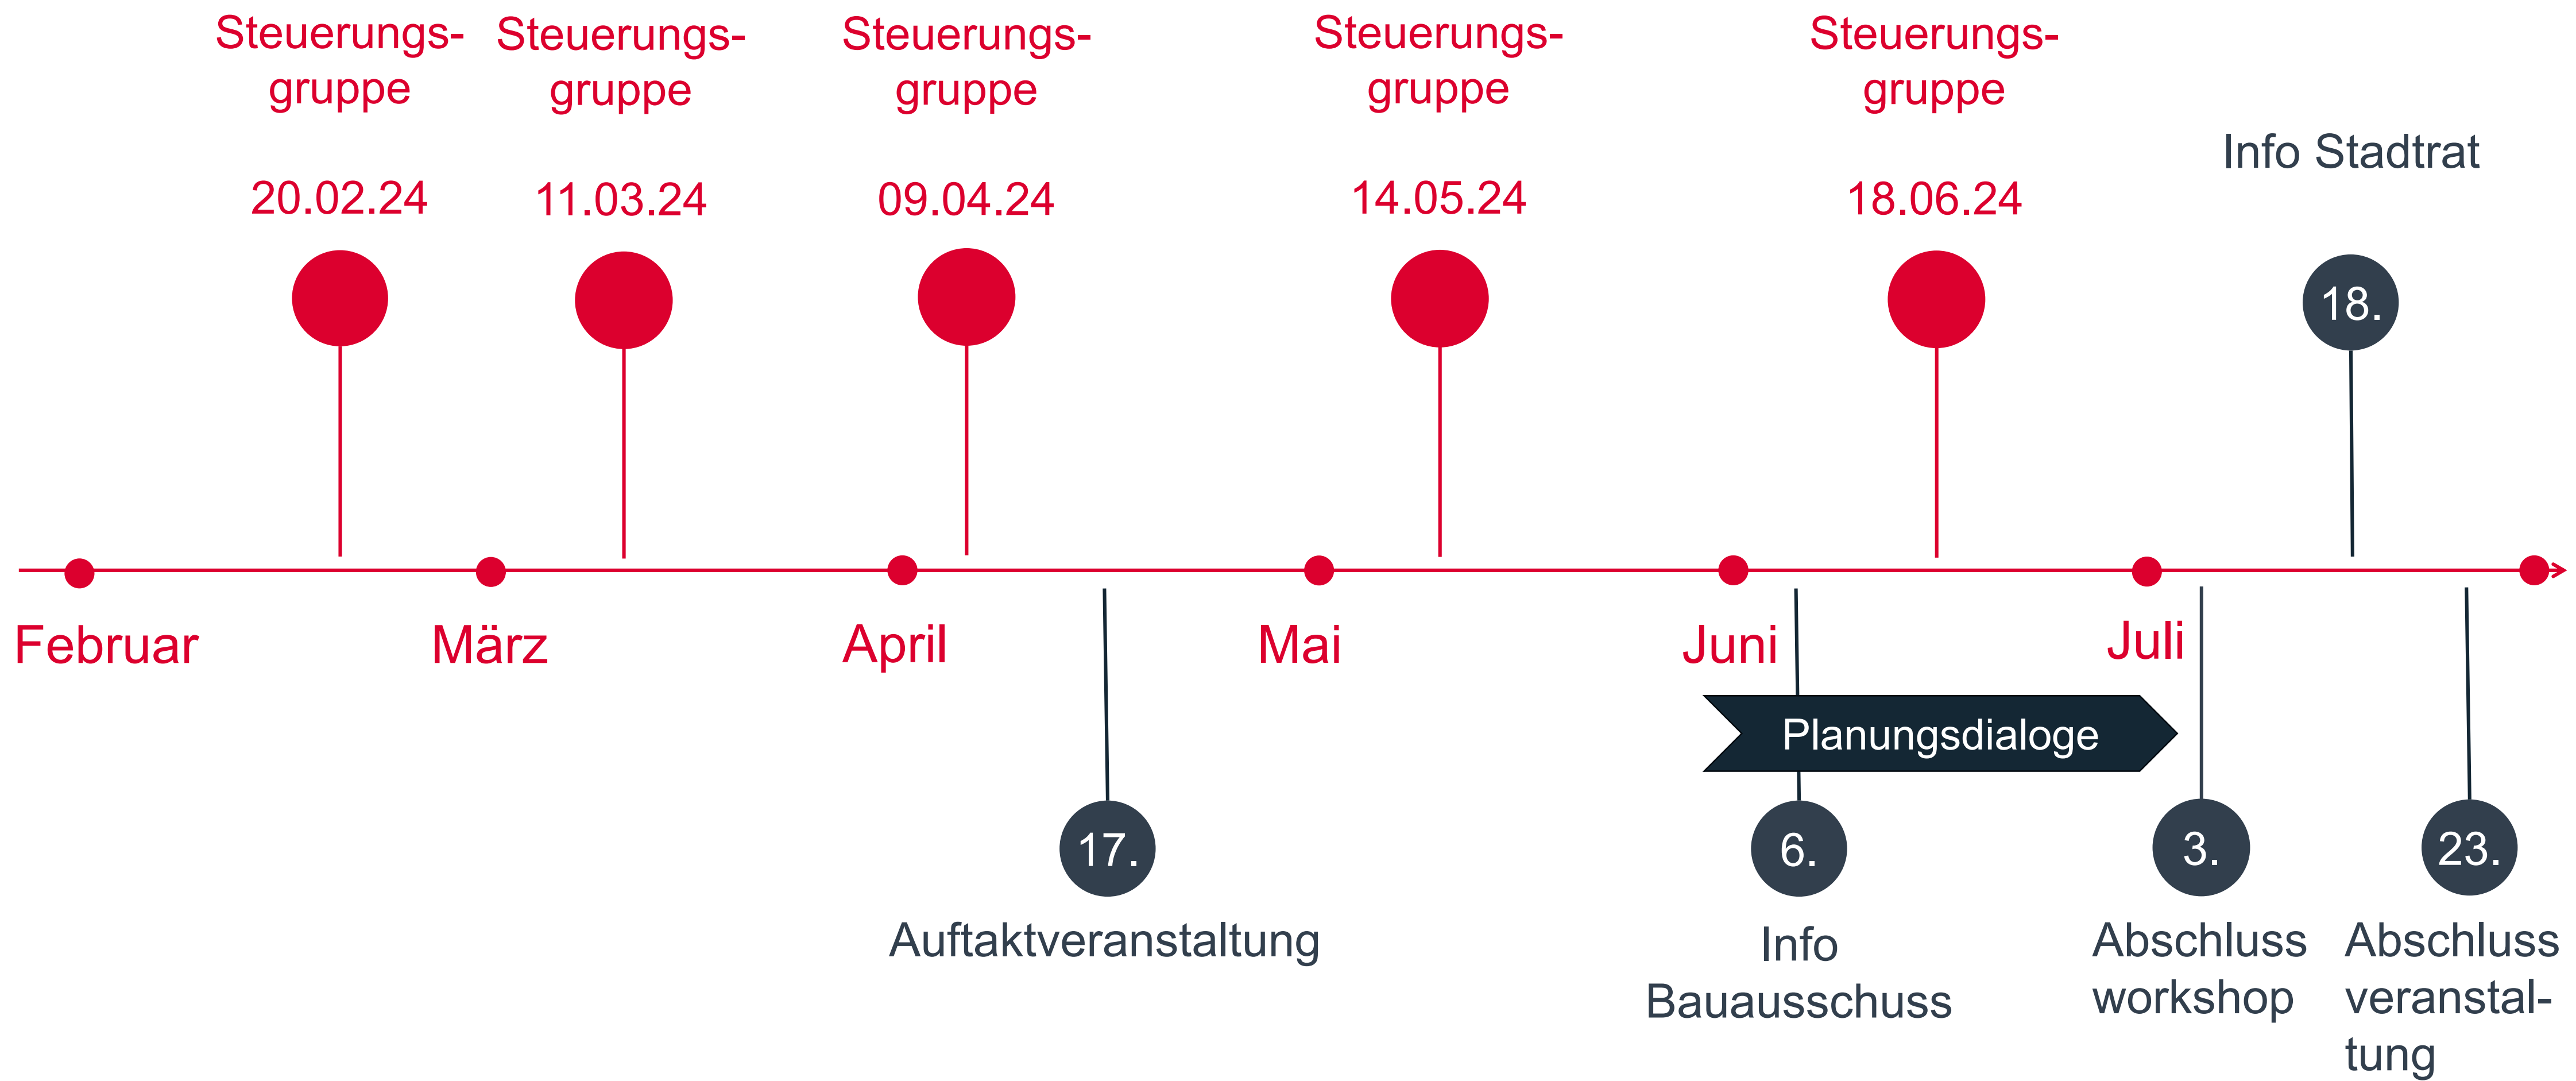 Steuerungs-
gruppe
20.02.24
Steuerungs-
gruppe
11.03.24
Steuerungs-
gruppe
09.04.24
Steuerungs-
gruppe
14.05.24
Steuerungs-
gruppe
18.06.24
Info Stadtrat
18.
Februar
März
April
Mai
Juni
Juli
Planungsdialoge
17.
Auftaktveranstaltung
6.
Info
Bauausschuss
3.
Abschluss
workshop
23.
Abschluss
veranstal-
tung